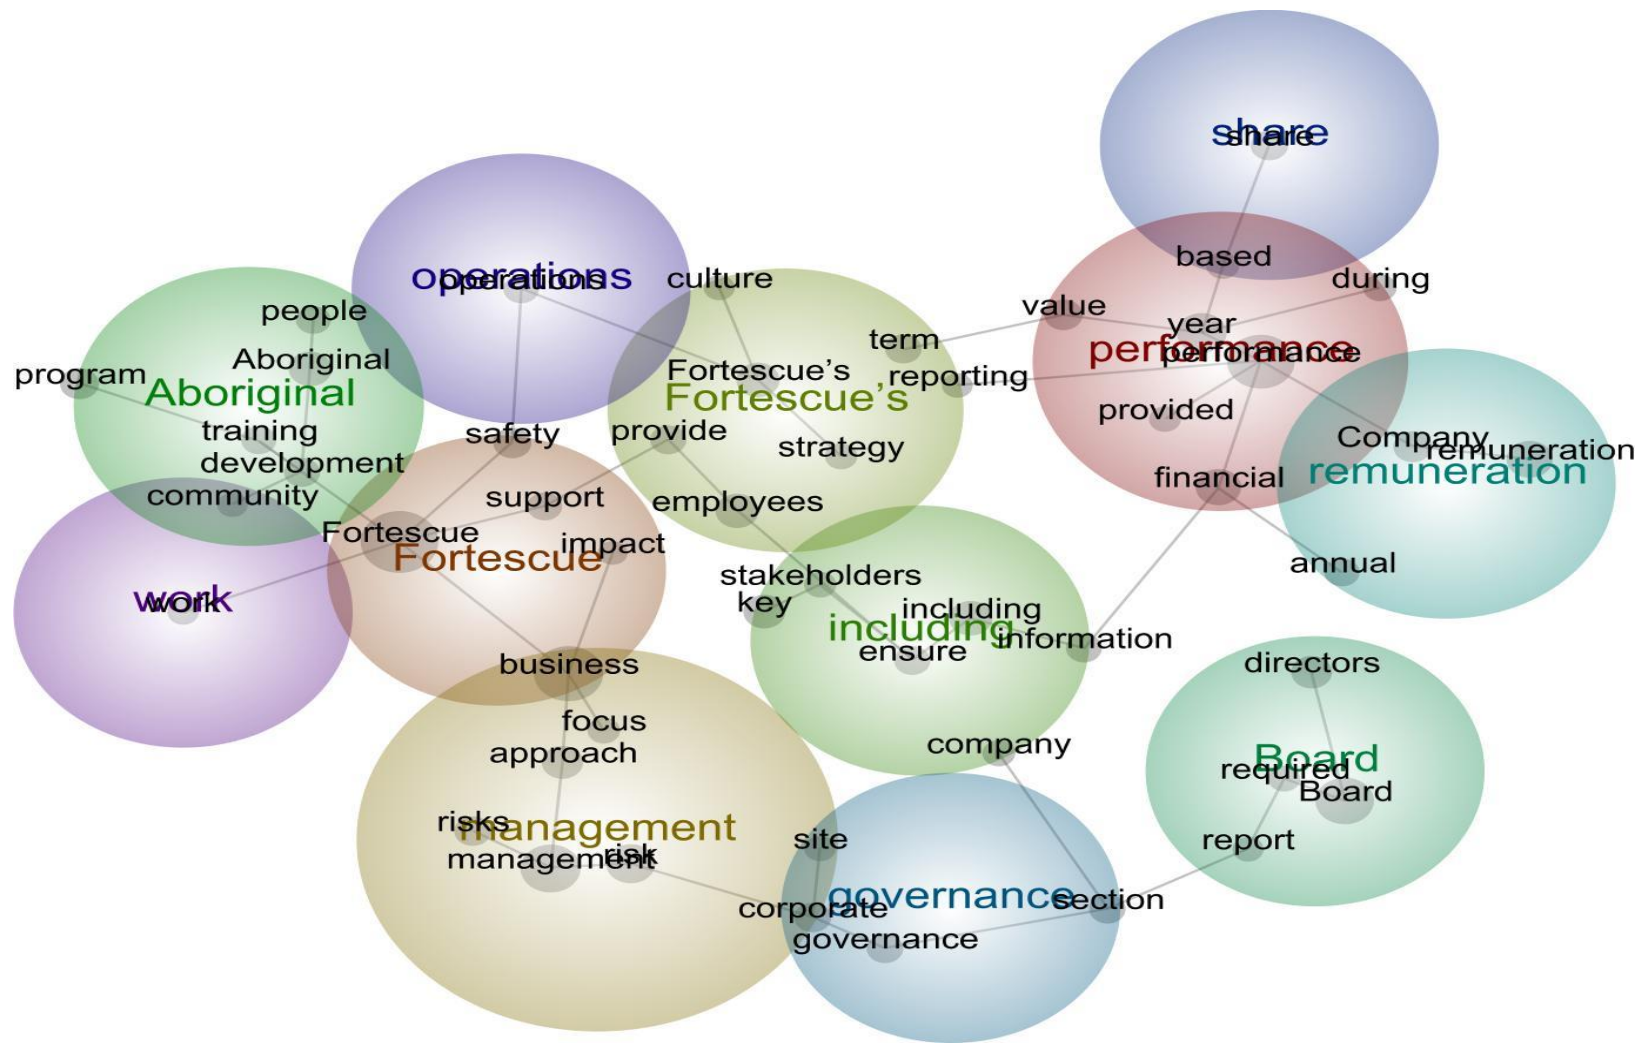 share
share
based
operations
operations
culture
during
people
value
year
term
performance
performance
Aboriginal
Fortescue's
program
reporting
Aboriginal
Fortescue's
provided
training
safety
provide
Company
strategy
remuneration
development
remuneration
financial
community
support
employees
Fortescue
impact
Fortescue
annual
stakeholders
work
work
key
including
including
information
ensure
business
directors
focus
company
approach
Board
required
Board
risks
management
site
report
management
risk
governance
section
corporate
governance